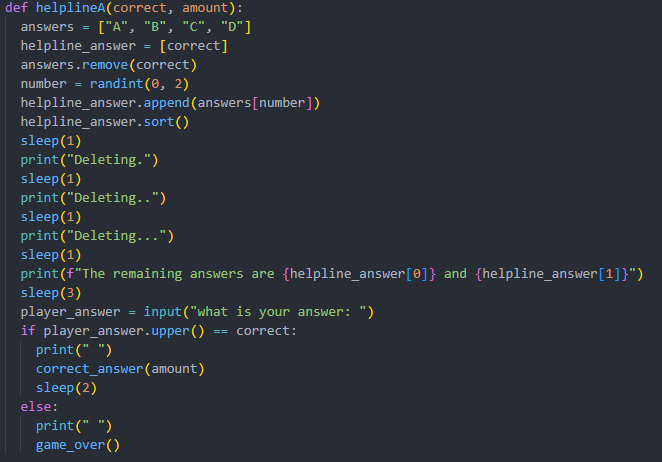 def helplineA(correct, amount):
  answers = ["A", "B", "C", "D"]
  helpline_answer = [correct]
  answers.remove(correct)
  number = randint(0, 2)
  helpline_answer.append(answers[number])
  helpline_answer.sort()
  sleep(1)
  print("Deleting.")
  sleep(1)
  print("Deleting..")
  sleep(1)
  print("Deleting...")
  sleep(1)
  print(f"The remaining answers are {helpline_answer[0]} and {helpline_answer[1]}")
  sleep(3)
  player_answer = input("what is your answer: ")
  if player_answer.upper() == correct:
    print(" ")
    correct_answer(amount)
    sleep(2)
  else:
    print(" ")
    game_over()